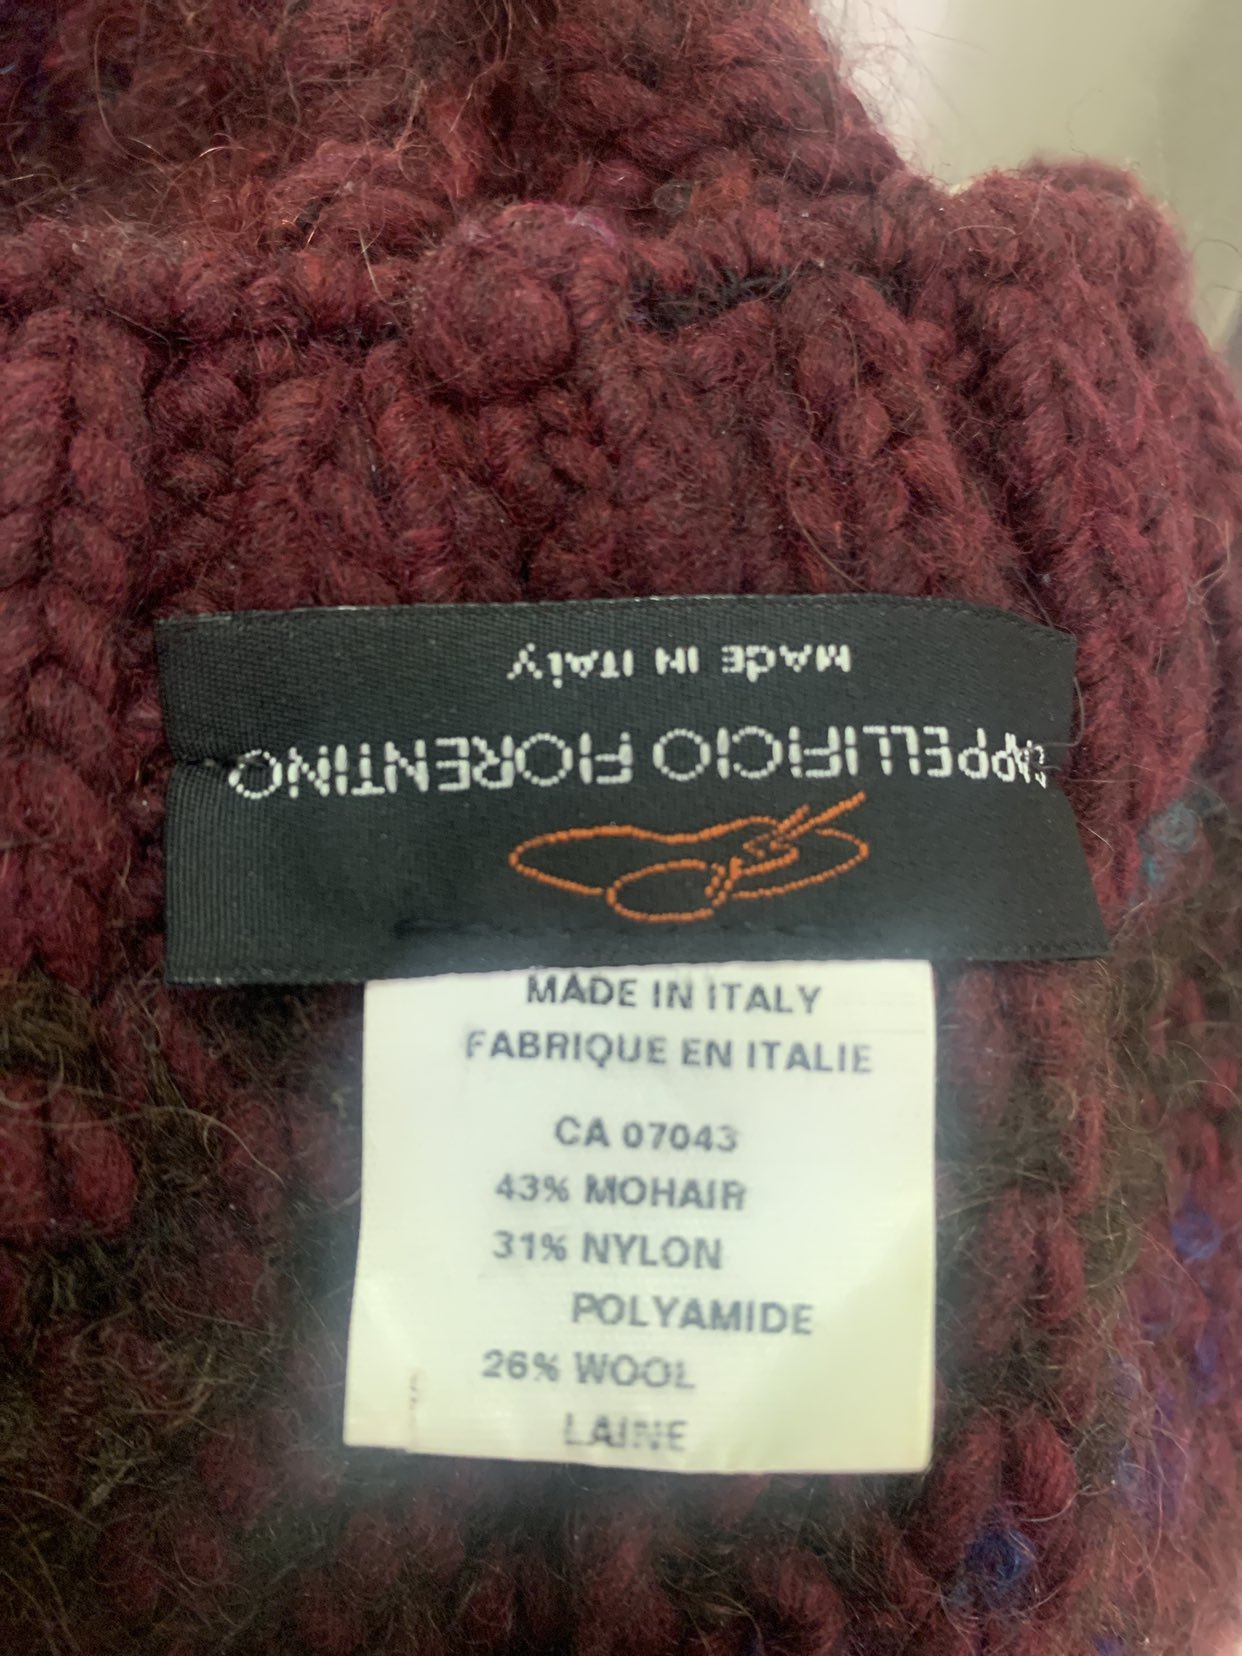 CAPPELLIFICIO FIORENTINO
MADE IN ITALY
MADE IN ITALY
FABRIQUE EN ITALIE
CA 07043
43% MOHAIR
31% NYLON
POLYAMIDE
26% WOOL
LAINE